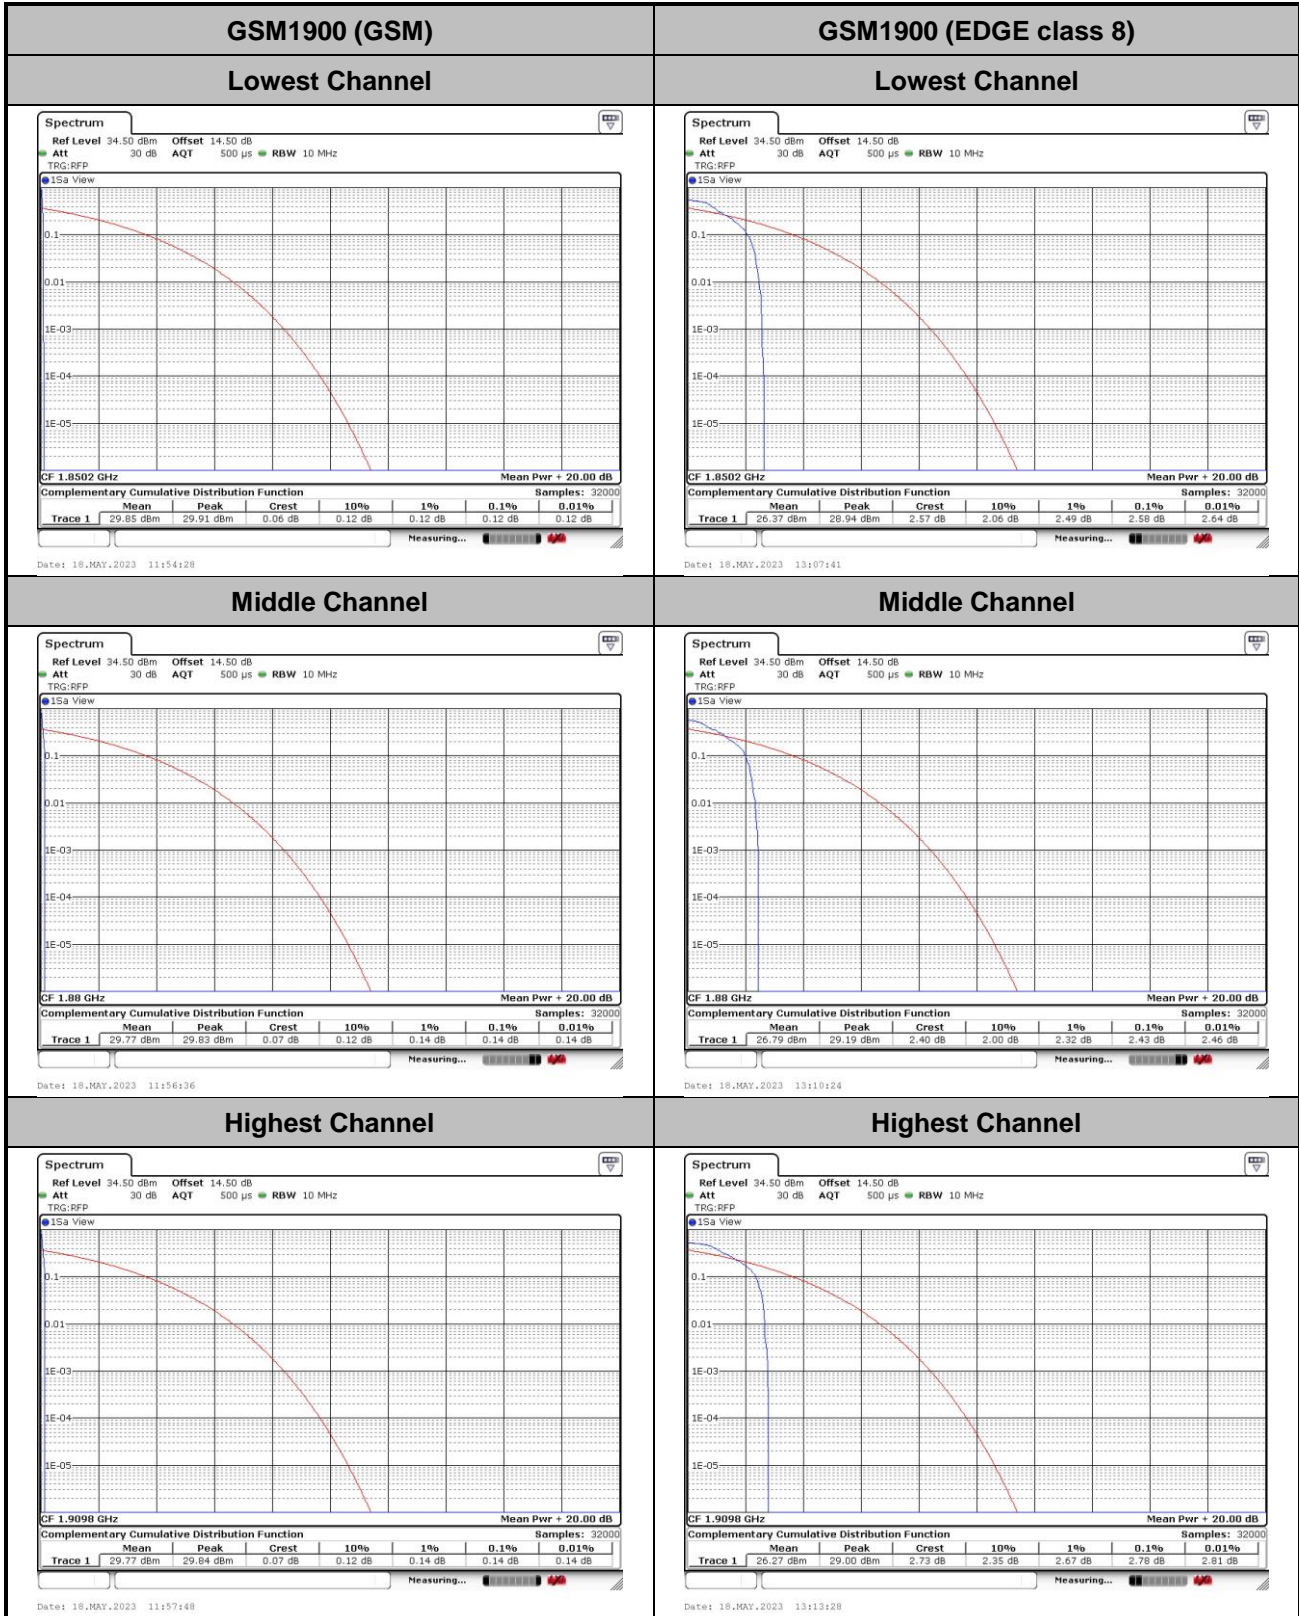 GSM1900 (GSM) GSM1900 (EDGE class 8)
Lowest Channel Lowest Channel
Spectrum
Ref Level 34.50 dBm Offset 14.50 dB
Att 30 dB AQT 500 µs RBW 10 MHz
TRG:RFP
1Sa View
0.1
0.01
1E-03
1E-04
1E-05
CF 1.8502 GHz Mean Pwr + 20.00 dB
Complementary Cumulative Distribution Function Samples: 32000
Mean Peak Crest 10% 1% 0.1% 0.01%
Trace 1 29.85 dBm 29.91 dBm 0.06 dB 0.12 dB 0.12 dB 0.12 dB 0.12 dB
Measuring...
Date: 18.MAY.2023 11:54:28
Spectrum
Ref Level 34.50 dBm Offset 14.50 dB
Att 30 dB AQT 500 µs RBW 10 MHz
TRG:RFP
1Sa View
0.1
0.01
1E-03
1E-04
1E-05
CF 1.8502 GHz Mean Pwr + 20.00 dB
Complementary Cumulative Distribution Function Samples: 32000
Mean Peak Crest 10% 1% 0.1% 0.01%
Trace 1 26.37 dBm 28.94 dBm 2.57 dB 2.06 dB 2.49 dB 2.58 dB 2.64 dB
Measuring...
Date: 18.MAY.2023 13:07:41
Middle Channel Middle Channel
Spectrum
Ref Level 34.50 dBm Offset 14.50 dB
Att 30 dB AQT 500 µs RBW 10 MHz
TRG:RFP
1Sa View
0.1
0.01
1E-03
1E-04
1E-05
CF 1.88 GHz Mean Pwr + 20.00 dB
Complementary Cumulative Distribution Function Samples: 32000
Mean Peak Crest 10% 1% 0.1% 0.01%
Trace 1 29.77 dBm 29.83 dBm 0.07 dB 0.12 dB 0.14 dB 0.14 dB 0.14 dB
Measuring...
Date: 18.MAY.2023 11:56:36
Spectrum
Ref Level 34.50 dBm Offset 14.50 dB
Att 30 dB AQT 500 µs RBW 10 MHz
TRG:RFP
1Sa View
0.1
0.01
1E-03
1E-04
1E-05
CF 1.88 GHz Mean Pwr + 20.00 dB
Complementary Cumulative Distribution Function Samples: 32000
Mean Peak Crest 10% 1% 0.1% 0.01%
Trace 1 26.79 dBm 29.19 dBm 2.40 dB 2.00 dB 2.32 dB 2.43 dB 2.46 dB
Measuring...
Date: 18.MAY.2023 13:10:24
Highest Channel Highest Channel
Spectrum
Ref Level 34.50 dBm Offset 14.50 dB
Att 30 dB AQT 500 µs RBW 10 MHz
TRG:RFP
1Sa View
0.1
0.01
1E-03
1E-04
1E-05
CF 1.9098 GHz Mean Pwr + 20.00 dB
Complementary Cumulative Distribution Function Samples: 32000
Mean Peak Crest 10% 1% 0.1% 0.01%
Trace 1 29.77 dBm 29.84 dBm 0.07 dB 0.12 dB 0.14 dB 0.14 dB 0.14 dB
Measuring...
Date: 18.MAY.2023 11:57:48
Spectrum
Ref Level 34.50 dBm Offset 14.50 dB
Att 30 dB AQT 500 µs RBW 10 MHz
TRG:RFP
1Sa View
0.1
0.01
1E-03
1E-04
1E-05
CF 1.9098 GHz Mean Pwr + 20.00 dB
Complementary Cumulative Distribution Function Samples: 32000
Mean Peak Crest 10% 1% 0.1% 0.01%
Trace 1 26.27 dBm 29.00 dBm 2.73 dB 2.35 dB 2.67 dB 2.78 dB 2.81 dB
Measuring...
Date: 18.MAY.2023 13:13:28